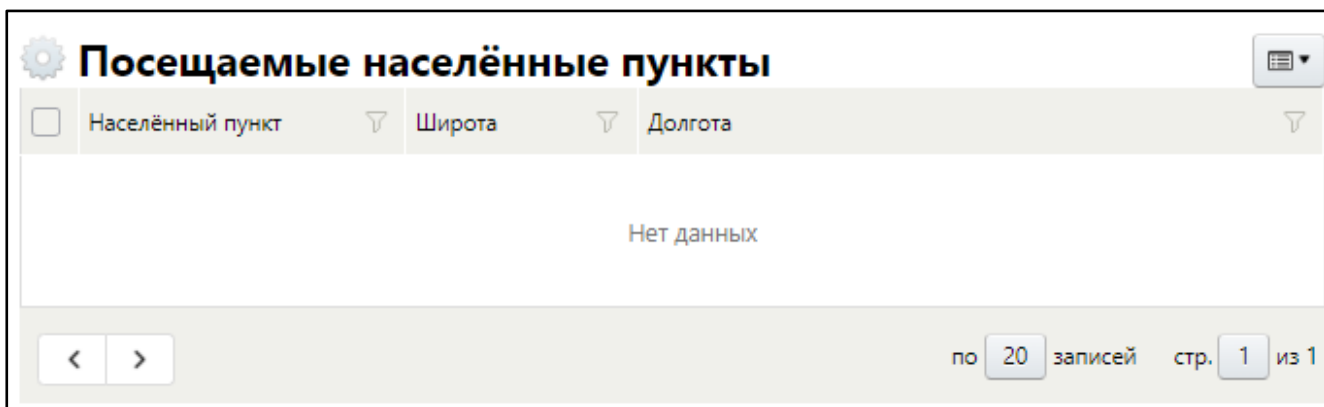 Посещаемые населённые пункты
Населённый пункт Широта Долгота
Нет данных
по 20 записей стр. 1 из 1